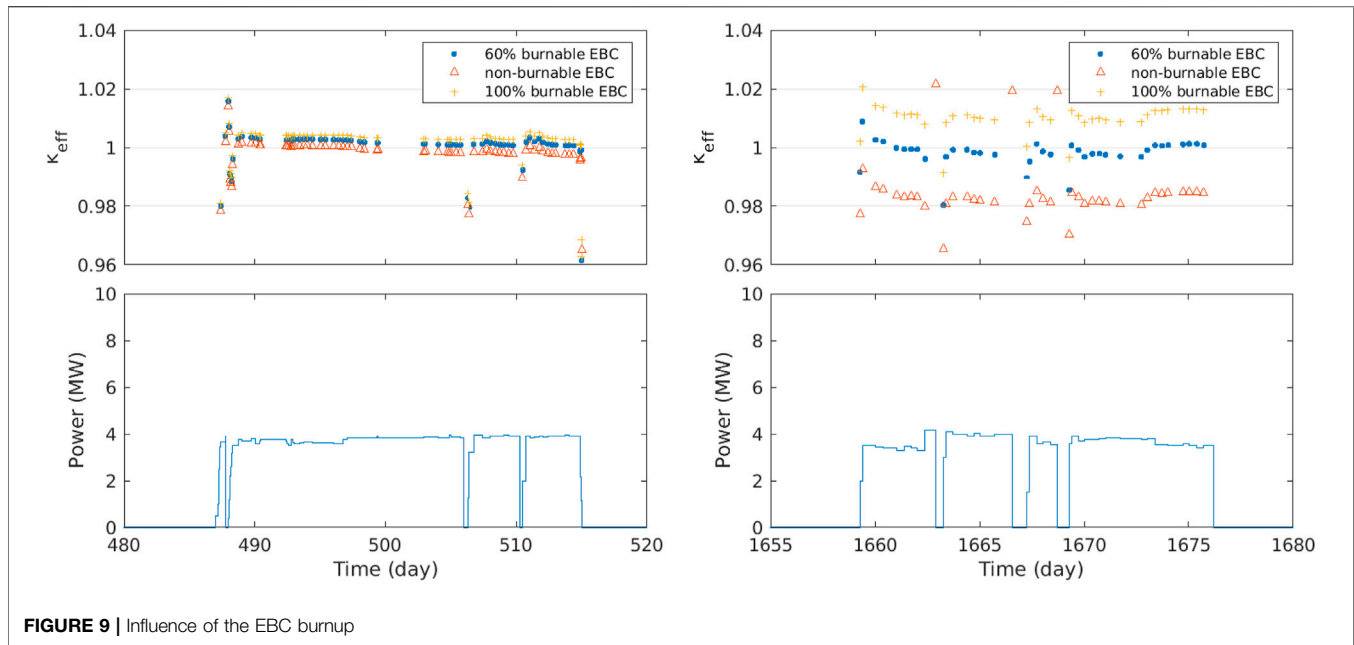 1.04
1.02
1
0.98
0.96
κeff
60% burnable EBC
non-burnable EBC
100% burnable EBC
10
8
6
4
2
0
Power (MW)
480 490 500 510 520
Time (day)
1.04
1.02
1
0.98
0.96
κeff
60% burnable EBC
non-burnable EBC
100% burnable EBC
10
8
6
4
2
0
Power (MW)
1655 1660 1665 1670 1675 1680
Time (day)
FIGURE 9 | Influence of the EBC burnup